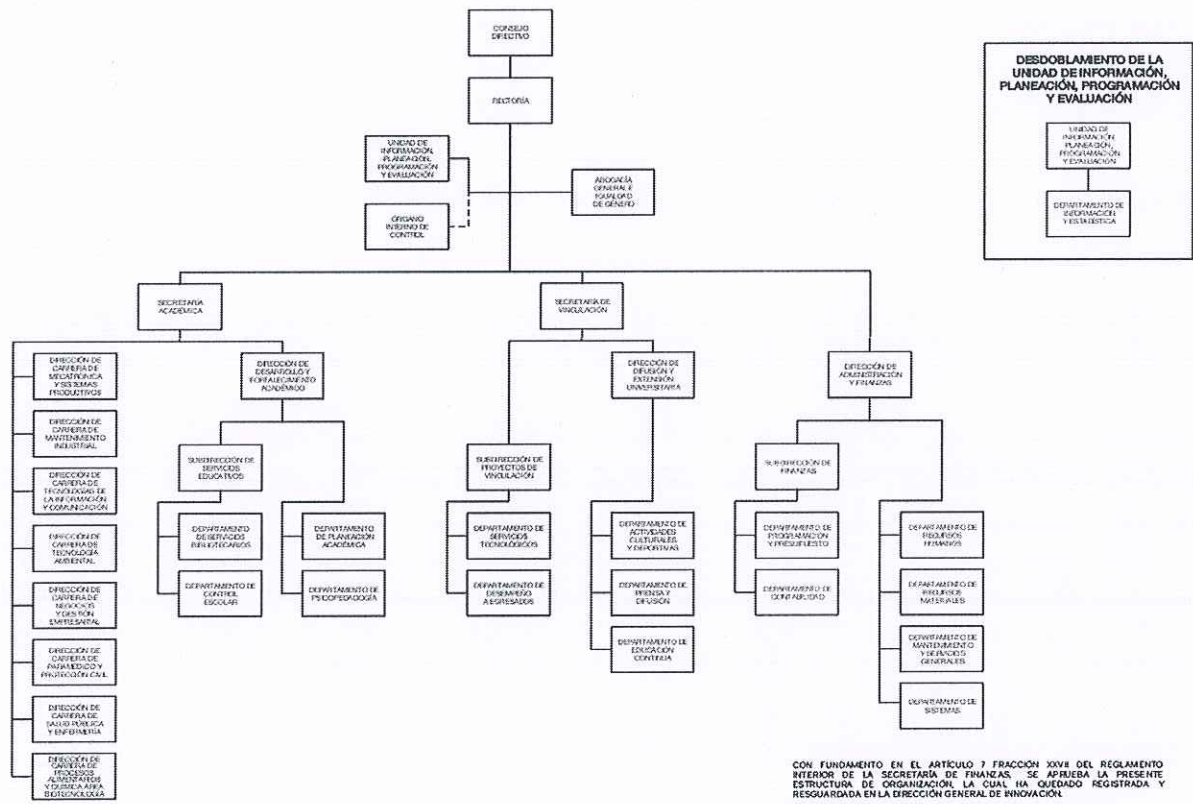 CONSEJO
DIRECTIVO
RECTORÍA
UNIDAD DE
INFORMACIÓN,
PLANEACIÓN,
PROGRAMACIÓN
Y EVALUACIÓN
ABOGACÍA
GENERAL E
IGUALDAD
DE GÉNERO
ÓRGANO
INTERNO DE
CONTROL
DESDOBLAMIENTO DE LA
UNIDAD DE INFORMACIÓN,
PLANEACIÓN, PROGRAMACIÓN
Y EVALUACIÓN
UNIDAD DE
INFORMACIÓN,
PLANEACIÓN,
PROGRAMACIÓN
Y EVALUACIÓN
DEPARTAMENTO DE
INFORMACIÓN
Y ESTADÍSTICA
SECRETARÍA
ACADÉMICA
SECRETARÍA DE
VINCULACIÓN
DIRECCIÓN DE
CARRERA DE
MECATRÓNICA
Y SISTEMAS
PRODUCTIVOS
DIRECCIÓN DE
CARRERA DE
MANTENIMIENTO
INDUSTRIAL
DIRECCIÓN DE
CARRERA DE
TECNOLOGÍAS DE
LA INFORMACIÓN
Y COMUNICACIÓN
DIRECCIÓN DE
CARRERA DE
TECNOLOGÍA
AMBIENTAL
DIRECCIÓN DE
CARRERA DE
NEGOCIOS
Y GESTIÓN
EMPRESARIAL
DIRECCIÓN DE
CARRERA DE
PARAMÉDICO Y
PROTECCIÓN CIVIL
DIRECCIÓN DE
CARRERA DE
SALUD PÚBLICA
Y ENFERMERÍA
DIRECCIÓN DE
CARRERA DE
PROCESOS
ALIMENTARIOS
Y QUÍMICA ÁREA
BIOTECNOLOGÍA
DIRECCIÓN DE
DESARROLLO Y
FORTALECIMIENTO
ACADÉMICO
SUBDIRECCIÓN DE
SERVICIOS
EDUCATIVOS
DEPARTAMENTO
DE SERVICIOS
BIBLIOTECARIOS
DEPARTAMENTO DE
CONTROL
ESCOLAR
DEPARTAMENTO
DE PLANEACIÓN
ACADÉMICA
DEPARTAMENTO DE
PSICOPEDAGOGÍA
SUBDIRECCIÓN
DE PROYECTOS DE
VINCULACIÓN
DEPARTAMENTO DE
SERVICIOS
TECNOLÓGICOS
DEPARTAMENTO DE
DESEMPEÑO
A EGRESADOS
DIRECCIÓN DE
DIFUSIÓN Y
EXTENSIÓN
UNIVERSITARIA
DEPARTAMENTO DE
ACTIVIDADES
CULTURALES
Y DEPORTIVAS
DEPARTAMENTO DE
PRENSA Y
DIFUSIÓN
DEPARTAMENTO DE
EDUCACIÓN
CONTINUA
DIRECCIÓN DE
ADMINISTRACIÓN
Y FINANZAS
SUBDIRECCIÓN DE
FINANZAS
DEPARTAMENTO DE
PROGRAMACIÓN
Y PRESUPUESTO
DEPARTAMENTO DE
CONTABILIDAD
DEPARTAMENTO DE
RECURSOS
HUMANOS
DEPARTAMENTO DE
RECURSOS
MATERIALES
DEPARTAMENTO DE
MANTENIMIENTO
Y SERVICIOS
GENERALES
DEPARTAMENTO DE
SISTEMAS
CON FUNDAMENTO EN EL ARTÍCULO 7 FRACCIÓN XXVII DEL REGLAMENTO
INTERIOR DE LA SECRETARÍA DE FINANZAS, SE APRUEBA LA PRESENTE
ESTRUCTURA DE ORGANIZACIÓN, LA CUAL HA QUEDADO REGISTRADA Y
RESGUARDADA EN LA DIRECCIÓN GENERAL DE INNOVACIÓN.